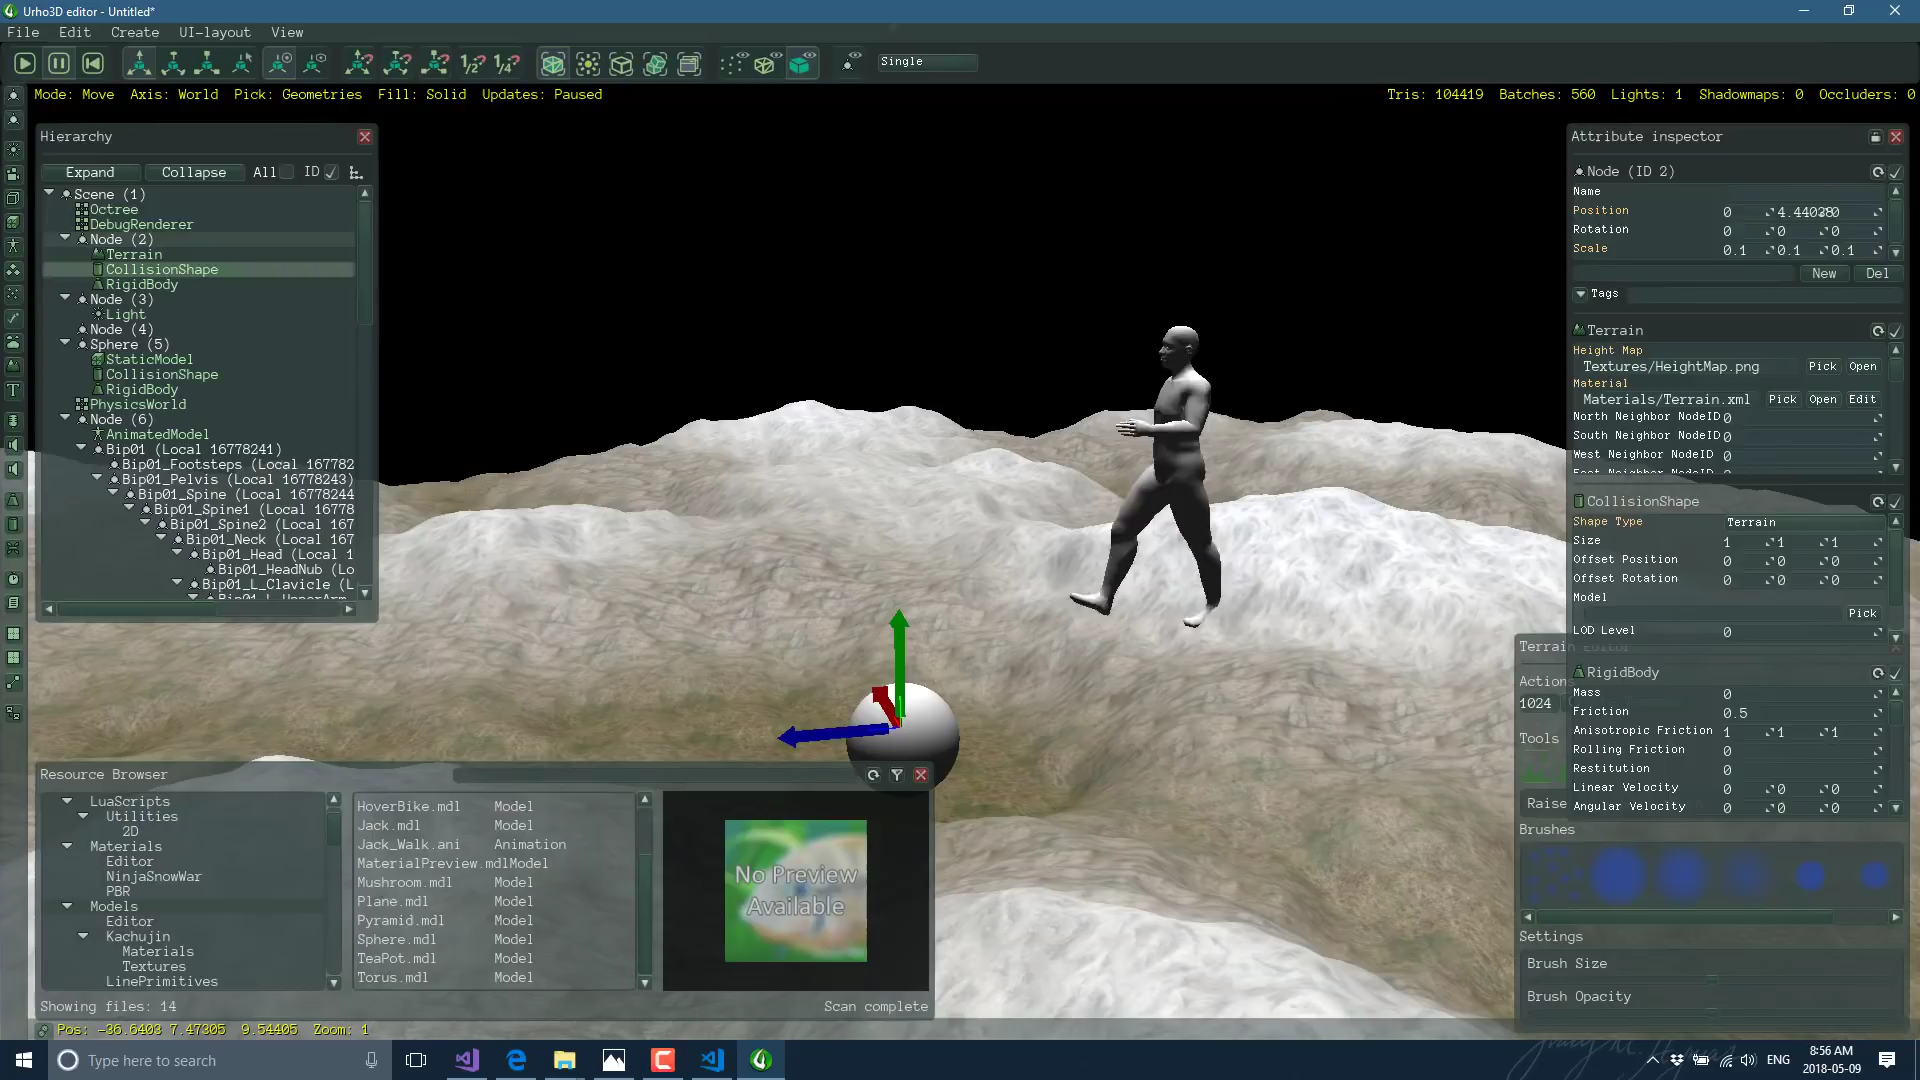 Urho3D editor - Untitled*
File Edit Create UI-layout View
1/2 1/4 Single
Mode: Move Axis: World Pick: Geometries Fill: Solid Updates: Paused
Tris: 104419 Batches: 560 Lights: 1 Shadowmaps: 0 Occluders: 0
Hierarchy
Expand Collapse All ID
Scene (1)
Octree
DebugRenderer
Node (2)
Terrain
CollisionShape
RigidBody
Node (3)
Light
Node (4)
Sphere (5)
StaticModel
CollisionShape
RigidBody
PhysicsWorld
Node (6)
AnimatedModel
Bip01 (Local 16778241)
Bip01_Footsteps (Local 167782
Bip01_Pelvis (Local 16778243)
Bip01_Spine (Local 16778244
Bip01_Spine1 (Local 16778
Bip01_Spine2 (Local 167
Bip01_Neck (Local 167
Bip01_Head (Local 1
Bip01_HeadNub (Lo
Bip01_L_Clavicle (L
Bip01_L_UpperArm
Attribute inspector
Node (ID 2)
Name
Position 0 4.44028 0
Rotation 0 0 0
Scale 0.1 0.1 0.1
New Del
Tags
Terrain
Height Map
Textures/HeightMap.png Pick Open
Material
Materials/Terrain.xml Pick Open Edit
North Neighbor NodeID 0
South Neighbor NodeID 0
West Neighbor NodeID 0
East Neighbor NodeID 0
CollisionShape
Shape Type Terrain
Size 1 1 1
Offset Position 0 0 0
Offset Rotation 0 0 0
Model
Pick
LOD Level 0
RigidBody
Mass 0
Friction 0.5
Anisotropic Friction 1 1 1
Rolling Friction 0
Restitution 0
Linear Velocity 0 0 0
Angular Velocity 0 0 0
Terrain Editor
Actions
1024
Tools
Raise
Brushes
Settings
Brush Size
Brush Opacity
Resource Browser
LuaScripts
Utilities
2D
Materials
Editor
NinjaSnowWar
PBR
Models
Editor
Kachujin
Materials
Textures
LinePrimitives
HoverBike.mdl Model
Jack.mdl Model
Jack_Walk.ani Animation
MaterialPreview.mdl Model
Mushroom.mdl Model
Plane.mdl Model
Pyramid.mdl Model
Sphere.mdl Model
TeaPot.mdl Model
Torus.mdl Model
No Preview
Available
Showing files: 14 Scan complete
Pos: -36.6403 7.47305 9.54405 Zoom: 1
Type here to search
ENG 8:56 AM
2018-05-09